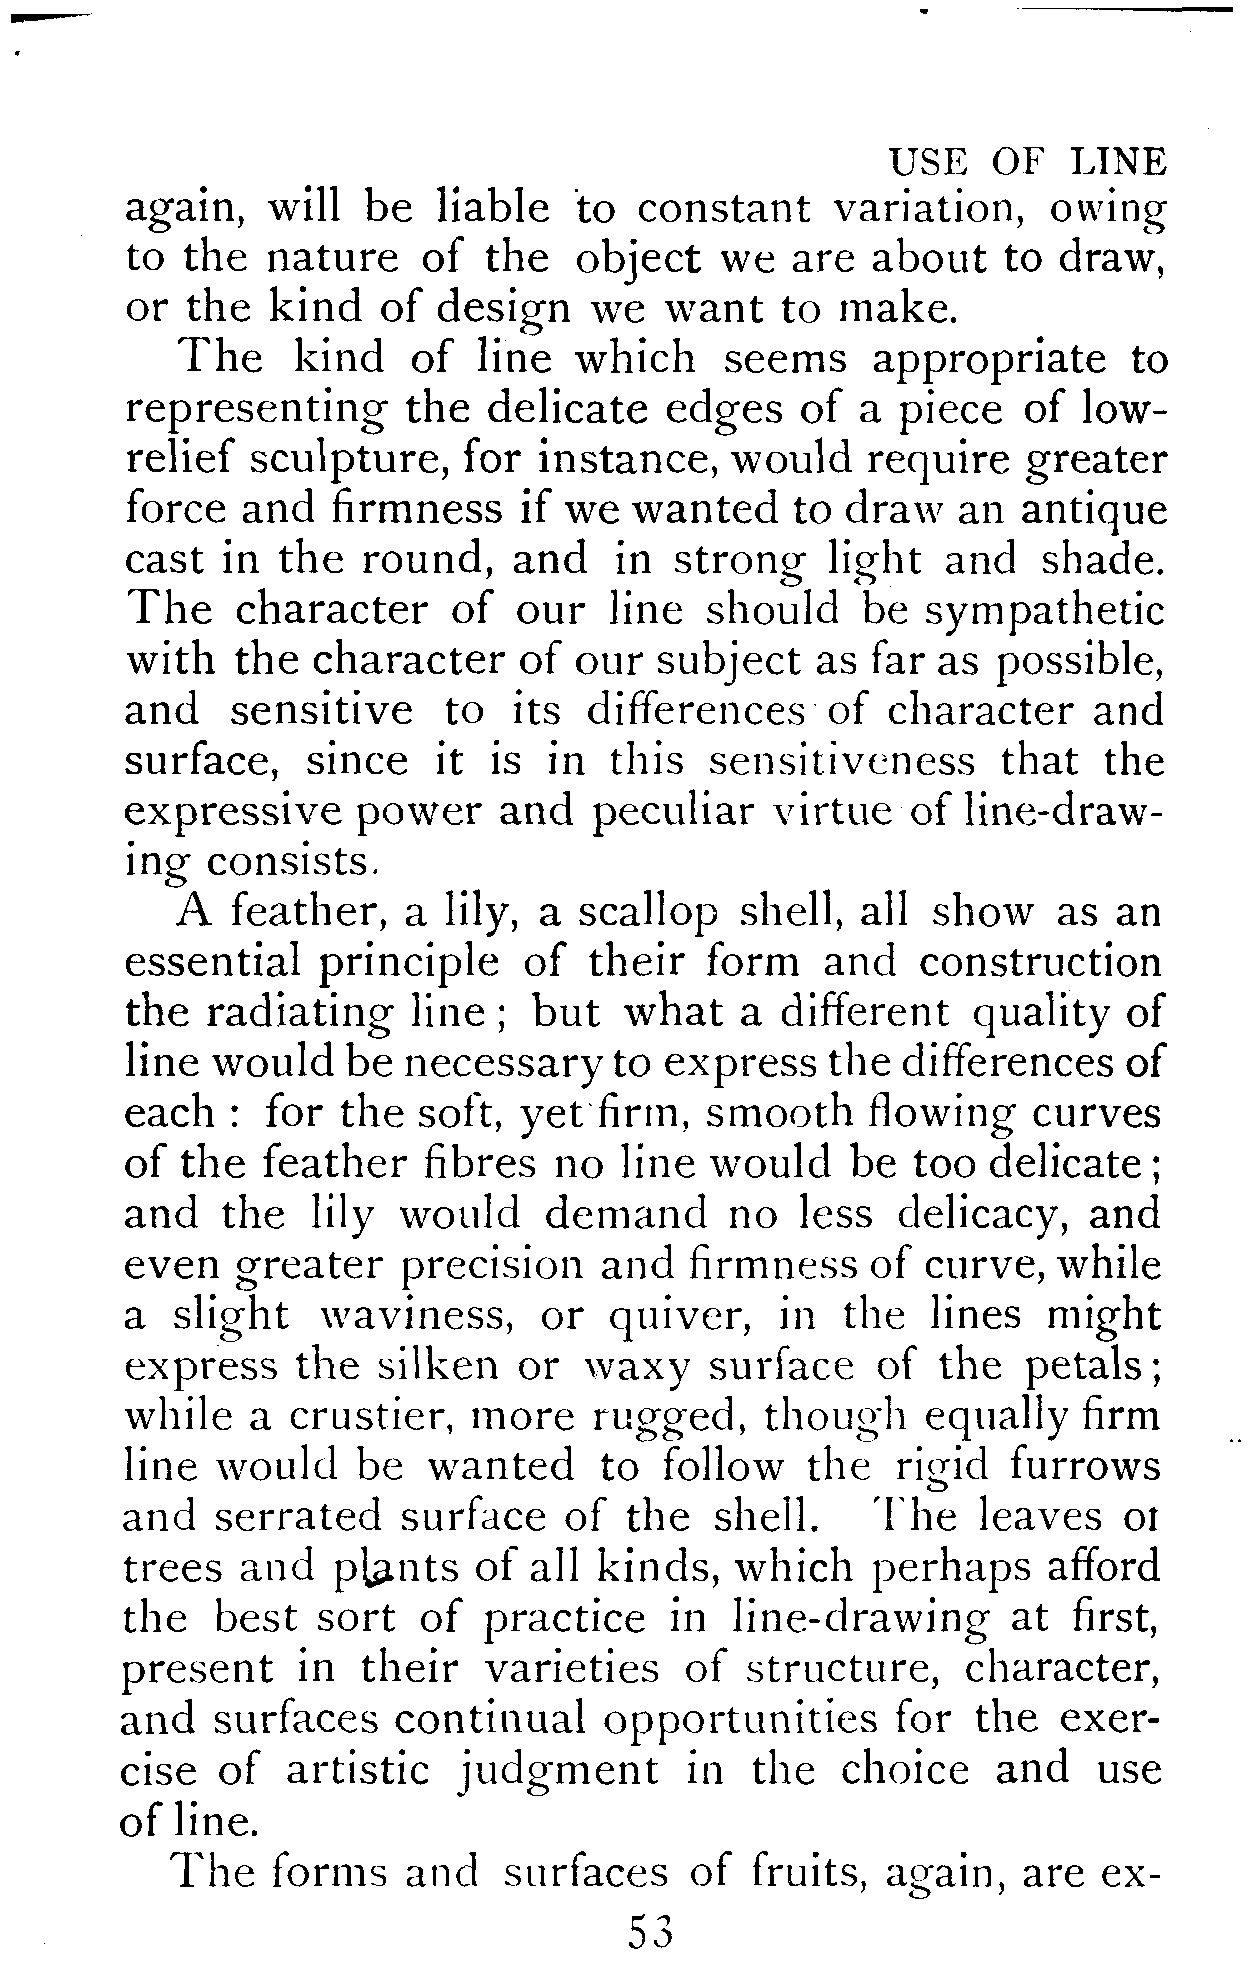 USE OF LINE
again, will be liable to constant variation, owing
to the nature of the object we are about to draw,
or the kind of design we want to make.
The kind of line which seems appropriate to
representing the delicate edges of a piece of low-
relief sculpture, for instance, would require greater
force and firmness if we wanted to draw an antique
cast in the round, and in strong light and shade.
The character of our line should be sympathetic
with the character of our subject as far as possible,
and sensitive to its differences of character and
surface, since it is in this sensitiveness that the
expressive power and peculiar virtue of line-draw-
ing consists.
A feather, a lily, a scallop shell, all show as an
essential principle of their form and construction
the radiating line ; but what a different quality of
line would be necessary to express the differences of
each : for the soft, yet firm, smooth flowing curves
of the feather fibres no line would be too delicate ;
and the lily would demand no less delicacy, and
even greater precision and firmness of curve, while
a slight waviness, or quiver, in the lines might
express the silken or waxy surface of the petals ;
while a crustier, more rugged, though equally firm
line would be wanted to follow the rigid furrows
and serrated surface of the shell. The leaves of
trees and plants of all kinds, which perhaps afford
the best sort of practice in line-drawing at first,
present in their varieties of structure, character,
and surfaces continual opportunities for the exer-
cise of artistic judgment in the choice and use
of line.
The forms and surfaces of fruits, again, are ex-
53